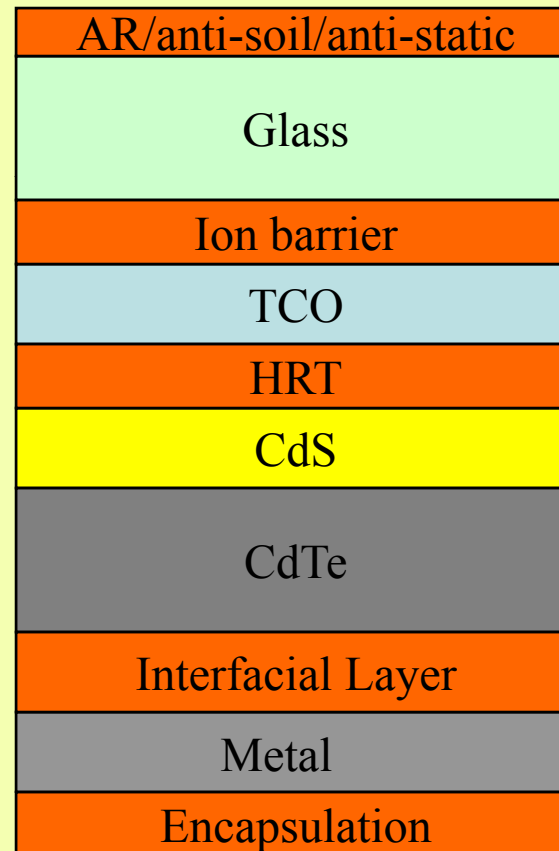 AR/anti-soil/anti-static
Glass
Ion barrier
TCO
HRT
CdS
CdTe
Interfacial Layer
Metal
Encapsulation